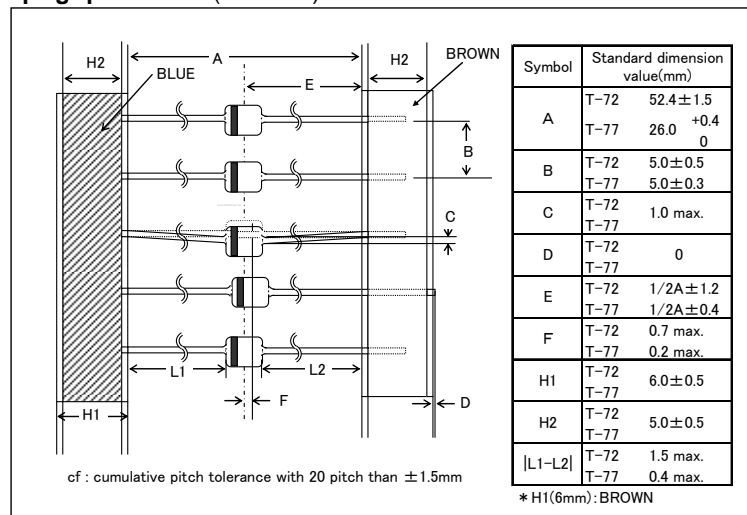 H2
A
H2
BROWN
BLUE
E
B
C
L1
L2
F
D
H1
cf : cumulative pitch tolerance with 20 pitch than ±1.5mm
Symbol Standard dimension value(mm)
A T-72 52.4±1.5
T-77 26.0 +0.4 0
B T-72 5.0±0.5
T-77 5.0±0.3
C T-72 T-77 1.0 max.
D T-72 T-77 0
E T-72 1/2A±1.2
T-77 1/2A±0.4
F T-72 0.7 max.
T-77 0.2 max.
H1 T-72 T-77 6.0±0.5
H2 T-72 T-77 5.0±0.5
|L1-L2| T-72 1.5 max.
T-77 0.4 max.
* H1(6mm): BROWN